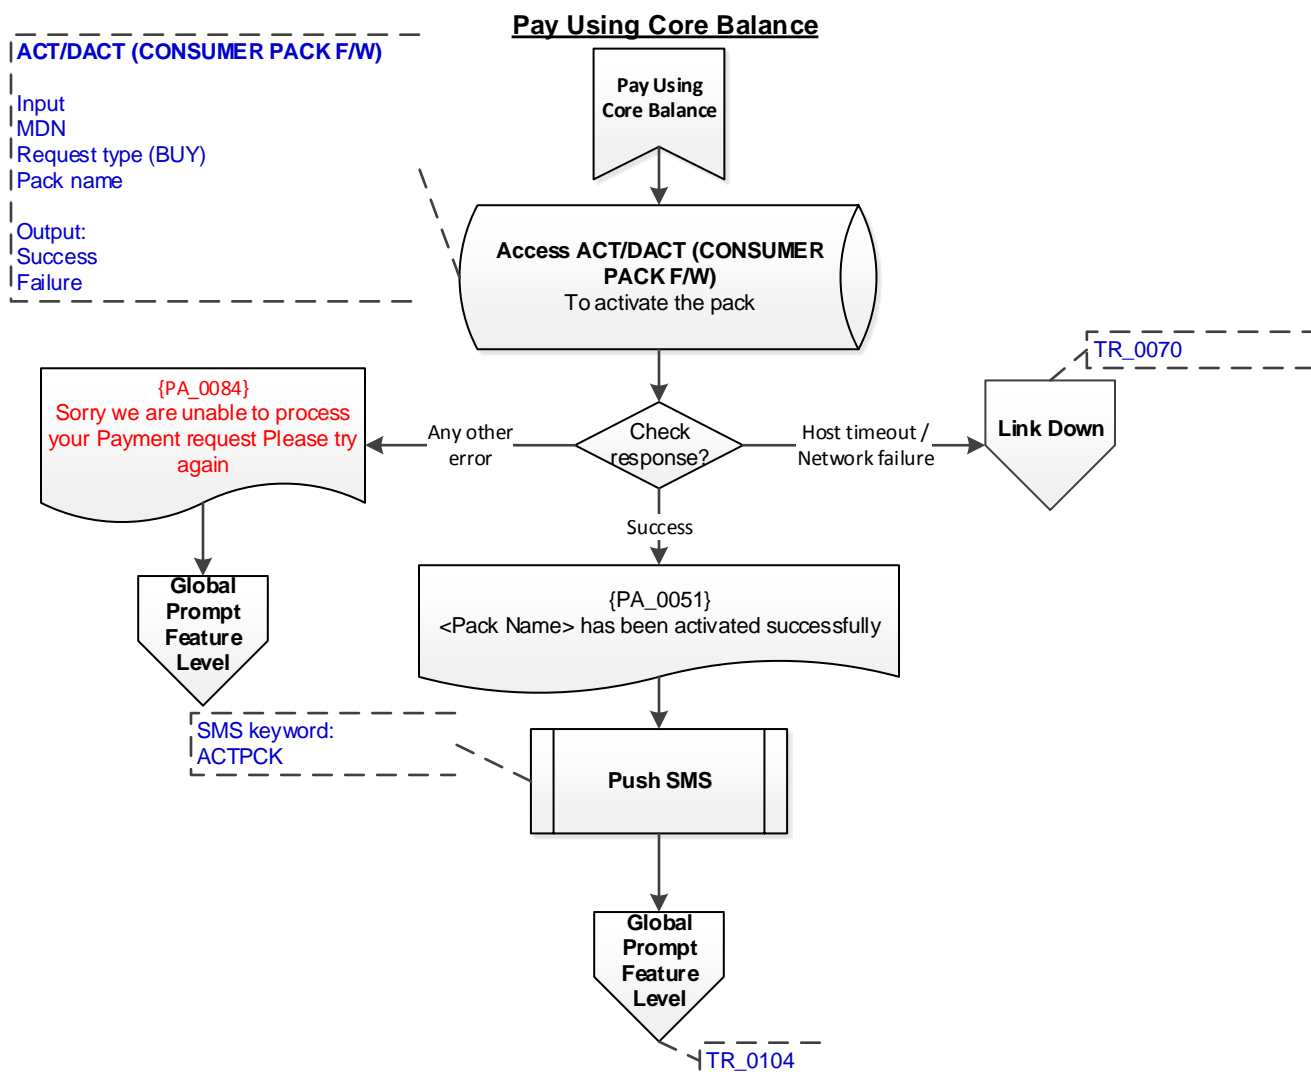 Pay Using Core Balance
ACT/DACT (CONSUMER PACK F/W)
Input
MDN
Request type (BUY)
Pack name
Output:
Success
Failure
Pay Using
Core Balance
Access ACT/DACT (CONSUMER
PACK F/W)
To activate the pack
TR_0070
Link Down
{PA_0084}
Sorry we are unable to process
your Payment request Please try
again
Any other
error
Check
response?
Host timeout /
Network failure
Success
Global
Prompt
Feature
Level
{PA_0051}
<Pack Name> has been activated successfully
SMS keyword:
ACTPCK
Push SMS
Global
Prompt
Feature
Level
TR_0104